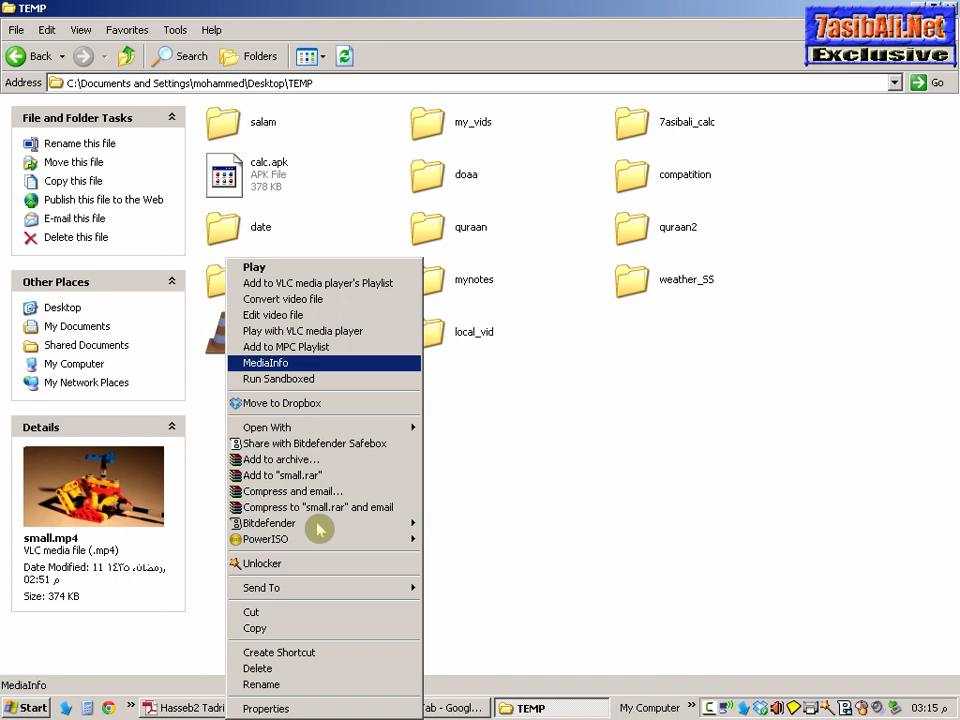 TEMP
7asibAli.Net
Exclusive
File Edit View Favorites Tools Help
Back Search Folders
Address C:\Documents and Settings\mohammed\Desktop\TEMP Go
File and Folder Tasks
Rename this file
Move this file
Copy this file
Publish this file to the Web
E-mail this file
Delete this file
Other Places
Desktop
My Documents
Shared Documents
My Computer
My Network Places
Details
small.mp4
VLC media file (.mp4)
Date Modified: 11 رمضان، ١٤٣٥,
02:51 م
Size: 374 KB
salam my_vids 7asibali_calc
calc.apk
APK File
378 KB
doaa compatition
date quraan quraan2
mynotes weather_SS
local_vid
Play
Add to VLC media player's Playlist
Convert video file
Edit video file
Play with VLC media player
Add to MPC Playlist
MediaInfo
Run Sandboxed
Move to Dropbox
Open With
Share with Bitdefender Safebox
Add to archive...
Add to "small.rar"
Compress and email...
Compress to "small.rar" and email
Bitdefender
PowerISO
Unlocker
Send To
Cut
Copy
Create Shortcut
Delete
Rename
Properties
MediaInfo
Start Hasseb2 Tadri Tab - Googl... TEMP My Computer 03:15 م